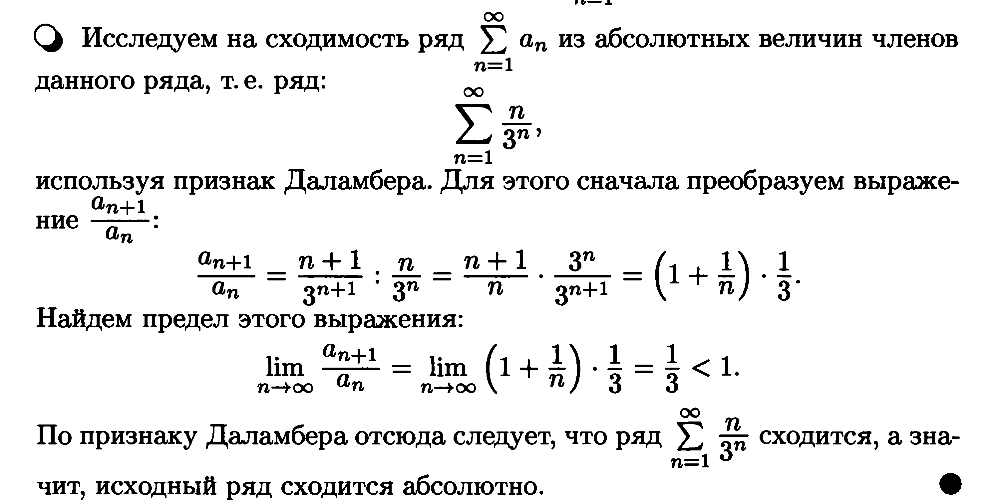 n=1
Исследуем на сходимость ряд \sum_{n=1}^{\infty} a_n из абсолютных величин членов
данного ряда, т. е. ряд:
\sum_{n=1}^{\infty} \frac{n}{3^n},
используя признак Даламбера. Для этого сначала преобразуем выраже-
ние \frac{a_{n+1}}{a_n}:
\frac{a_{n+1}}{a_n} = \frac{n+1}{3^{n+1}} : \frac{n}{3^n} = \frac{n+1}{n} \cdot \frac{3^n}{3^{n+1}} = \left(1 + \frac{1}{n}\right) \cdot \frac{1}{3}.
Найдем предел этого выражения:
\lim_{n \to \infty} \frac{a_{n+1}}{a_n} = \lim_{n \to \infty} \left(1 + \frac{1}{n}\right) \cdot \frac{1}{3} = \frac{1}{3} < 1.
По признаку Даламбера отсюда следует, что ряд \sum_{n=1}^{\infty} \frac{n}{3^n} сходится, а зна-
чит, исходный ряд сходится абсолютно.